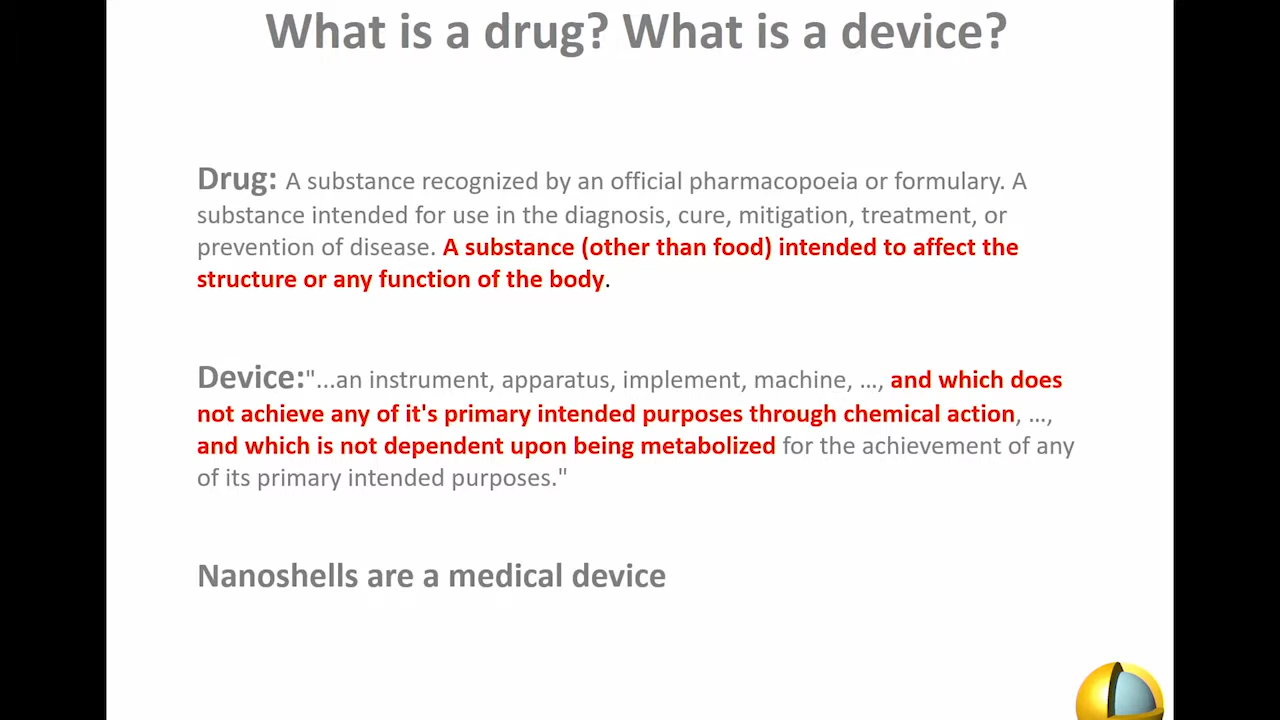 What is a drug? What is a device?
Drug: A substance recognized by an official pharmacopoeia or formulary. A
substance intended for use in the diagnosis, cure, mitigation, treatment, or
prevention of disease. A substance (other than food) intended to affect the
structure or any function of the body.
Device:"...an instrument, apparatus, implement, machine, …, and which does
not achieve any of it's primary intended purposes through chemical action, …,
and which is not dependent upon being metabolized for the achievement of any
of its primary intended purposes."
Nanoshells are a medical device